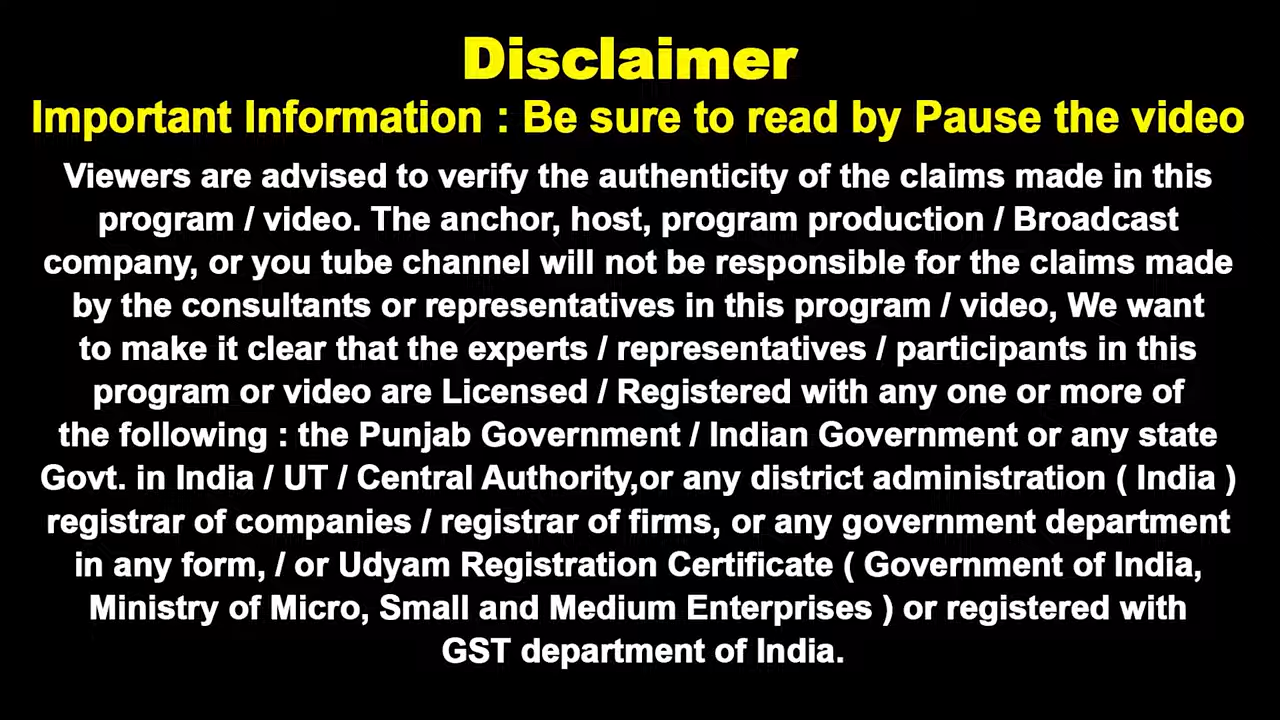 Disclaimer
Important Information : Be sure to read by Pause the video
Viewers are advised to verify the authenticity of the claims made in this
program / video. The anchor, host, program production / Broadcast
company, or you tube channel will not be responsible for the claims made
by the consultants or representatives in this program / video, We want
to make it clear that the experts / representatives / participants in this
program or video are Licensed / Registered with any one or more of
the following : the Punjab Government / Indian Government or any state
Govt. in India / UT / Central Authority,or any district administration ( India )
registrar of companies / registrar of firms, or any government department
in any form, / or Udyam Registration Certificate ( Government of India,
Ministry of Micro, Small and Medium Enterprises ) or registered with
GST department of India.